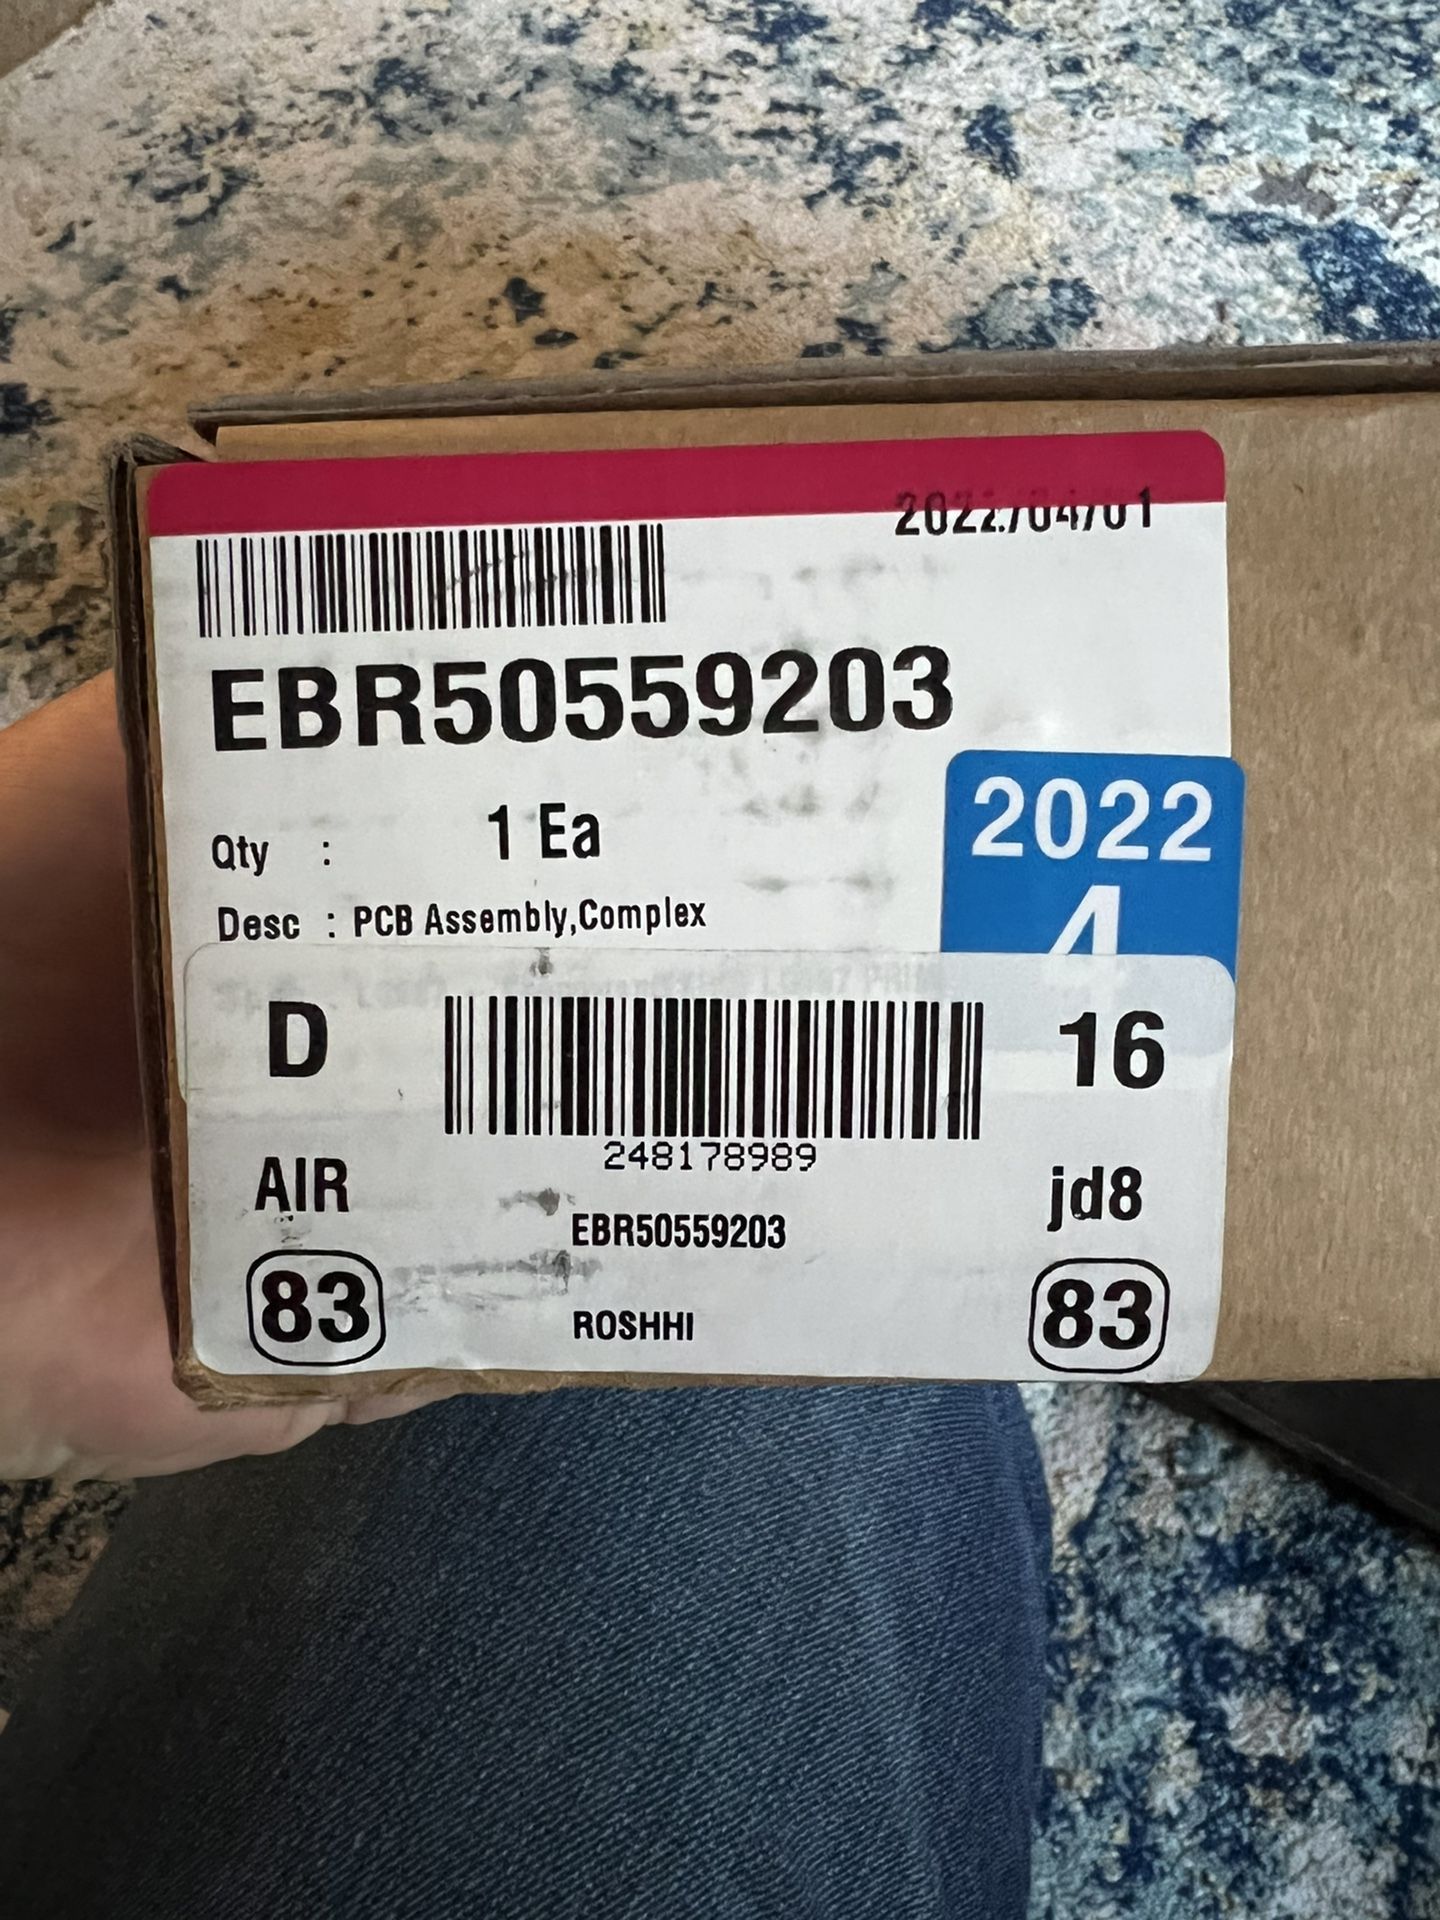 2022/04/01
EBR50559203
Qty : 1 Ea
Desc : PCB Assembly,Complex
2022
4
D
16
248178989
AIR
jd8
EBR50559203
83
83
ROSHHI